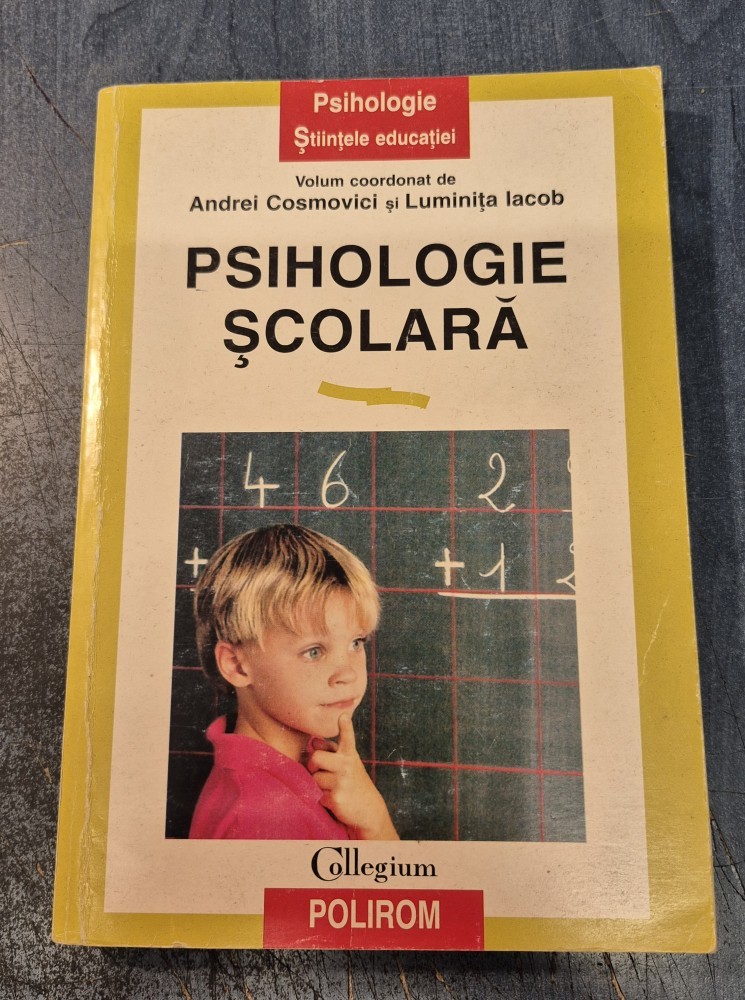 Psihologie
Ştiinţele educaţiei
Volum coordonat de
Andrei Cosmovici şi Luminiţa Iacob
PSIHOLOGIE
ŞCOLARĂ
4 6 2
+ + 1 2
Collegium
POLIROM